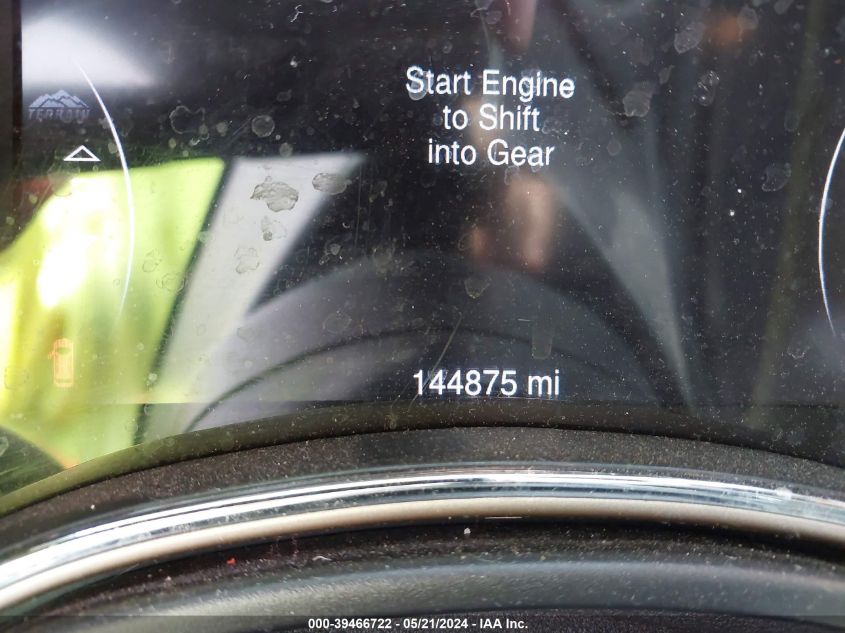 Start Engine
to Shift
into Gear
TERRAIN
144875 mi
000-39466722 - 05/21/2024 - IAA Inc.